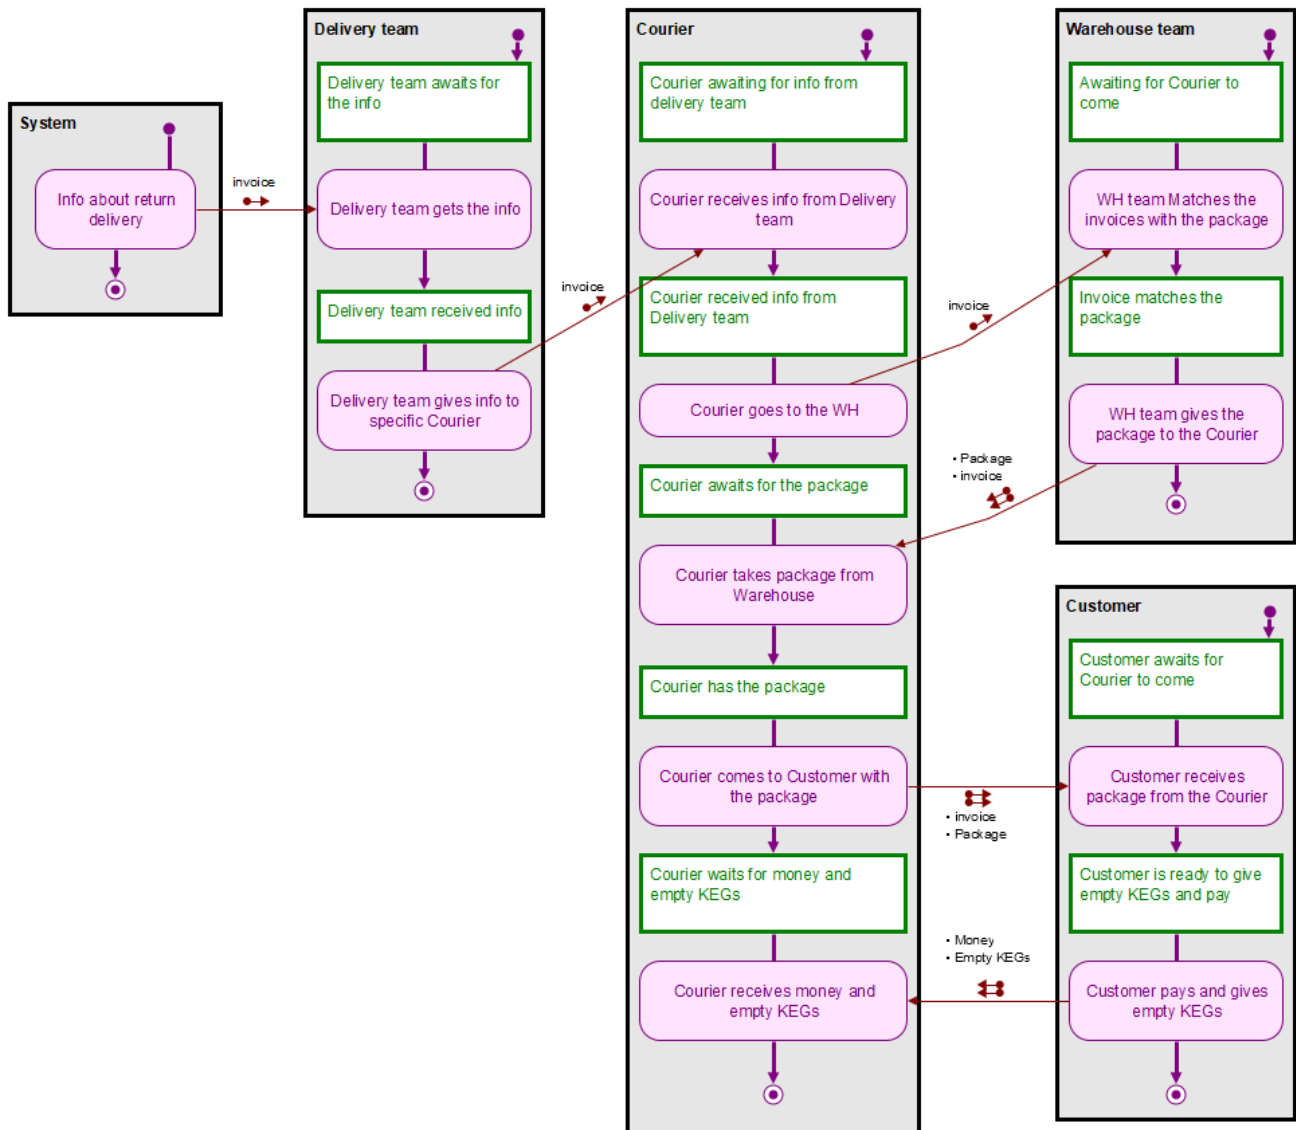 System
Info about return
delivery
invoice
Delivery team
Delivery team awaits for
the info
Delivery team gets the info
Delivery team received info
Delivery team gives info to
specific Courier
invoice
Courier
Courier awaiting for info from
delivery team
Courier receives info from Delivery
team
Courier received info from
Delivery team
Courier goes to the WH
Courier awaits for the package
Courier takes package from
Warehouse
Courier has the package
Courier comes to Customer with
the package
Courier waits for money and
empty KEGs
Courier receives money and
empty KEGs
invoice
• Package
• invoice
• invoice
• Package
• Money
• Empty KEGs
Warehouse team
Awaiting for Courier to
come
WH team Matches the
invoices with the package
Invoice matches the
package
WH team gives the
package to the Courier
Customer
Customer awaits for
Courier to come
Customer receives
package from the Courier
Customer is ready to give
empty KEGs and pay
Customer pays and gives
empty KEGs